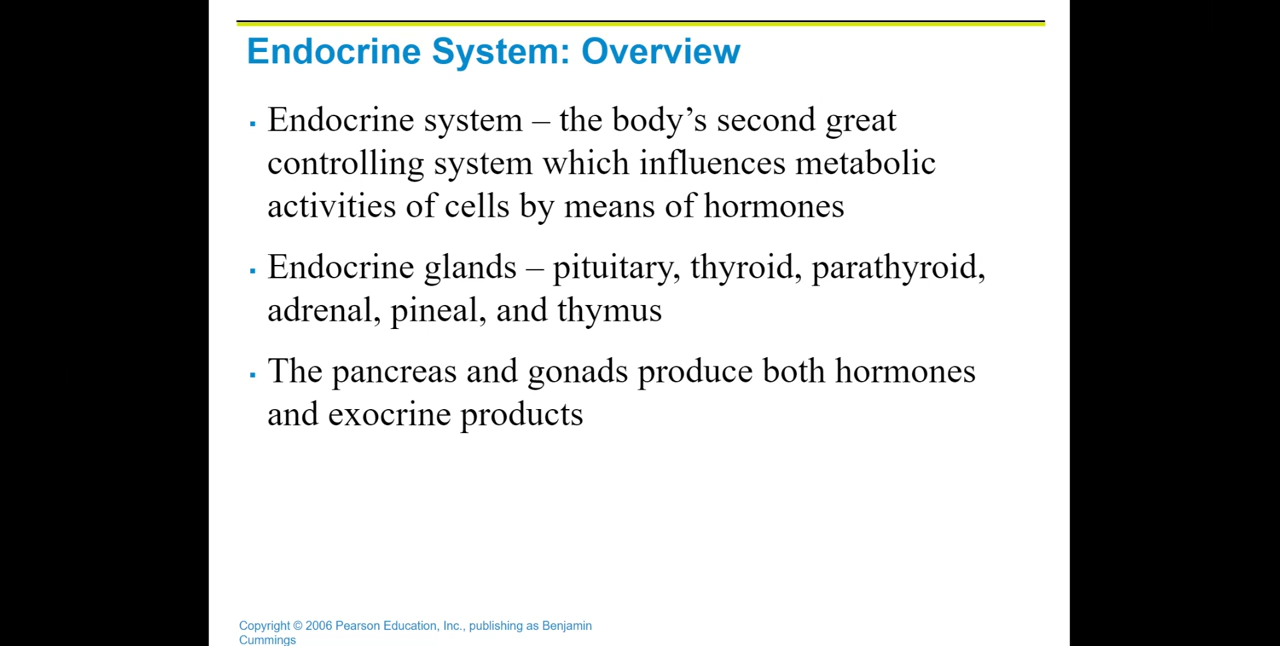 Endocrine System: Overview
▪ Endocrine system – the body’s second great
controlling system which influences metabolic
activities of cells by means of hormones
▪ Endocrine glands – pituitary, thyroid, parathyroid,
adrenal, pineal, and thymus
▪ The pancreas and gonads produce both hormones
and exocrine products
Copyright © 2006 Pearson Education, Inc., publishing as Benjamin
Cummings